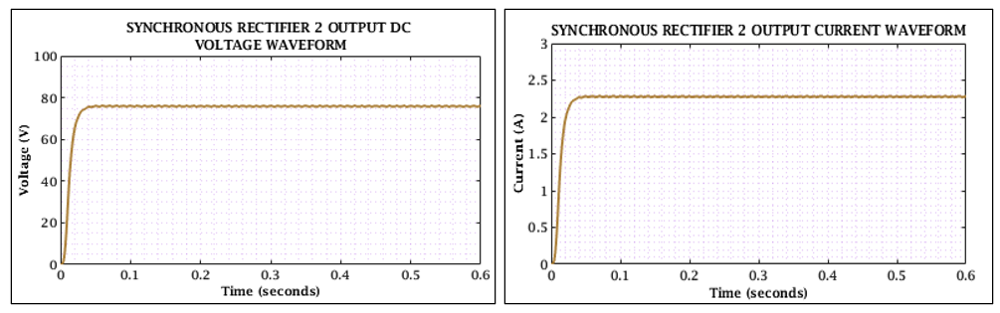 SYNCHRONOUS RECTIFIER 2 OUTPUT DC
VOLTAGE WAVEFORM
100
80
60
40
20
0
Voltage (V)
0 0.1 0.2 0.3 0.4 0.5 0.6
Time (seconds)
SYNCHRONOUS RECTIFIER 2 OUTPUT CURRENT WAVEFORM
3
2.5
2
1.5
1
0.5
0
Current (A)
0 0.1 0.2 0.3 0.4 0.5 0.6
Time (seconds)